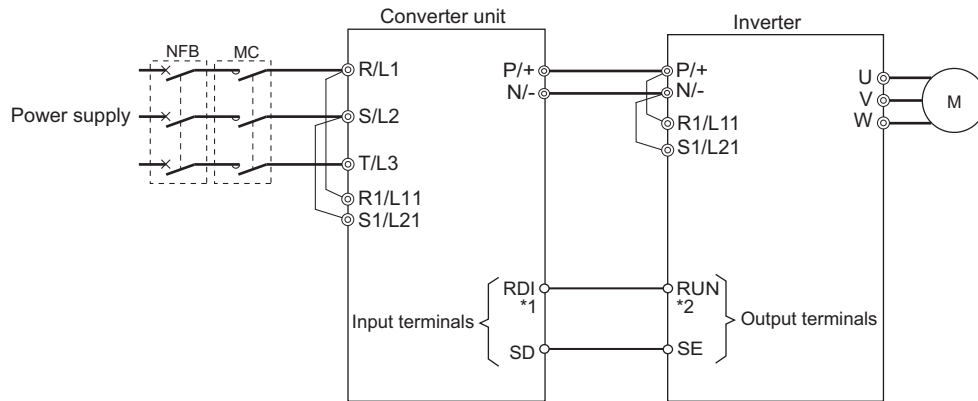 Converter unit
Inverter
NFB
MC
R/L1
P/+
P/+
U
N/-
N/-
V
M
Power supply
S/L2
R1/L11
W
S1/L21
T/L3
R1/L11
S1/L21
RDI
RUN
*1
*2
Input terminals
Output terminals
SD
SE